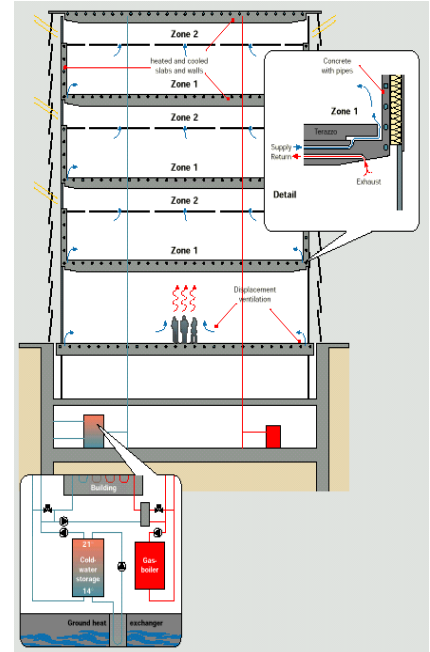 Zone 2
heated and cooled
slabs and walls
Zone 1
Zone 2
Zone 1
Zone 2
Zone 1
Concrete
with pipes
Zone 1
Terazzo
Supply
Return
Exhaust
Detail
Displacement
ventilation
Building
21°
Cold-
water
storage
14°
Gas-
boiler
Ground heat exchanger